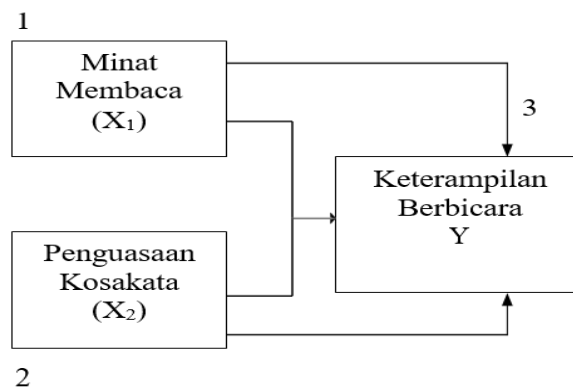 1
Minat
Membaca
(X₁)
3
Keterampilan
Berbicara
Y
Penguasaan
Kosakata
(X₂)
2